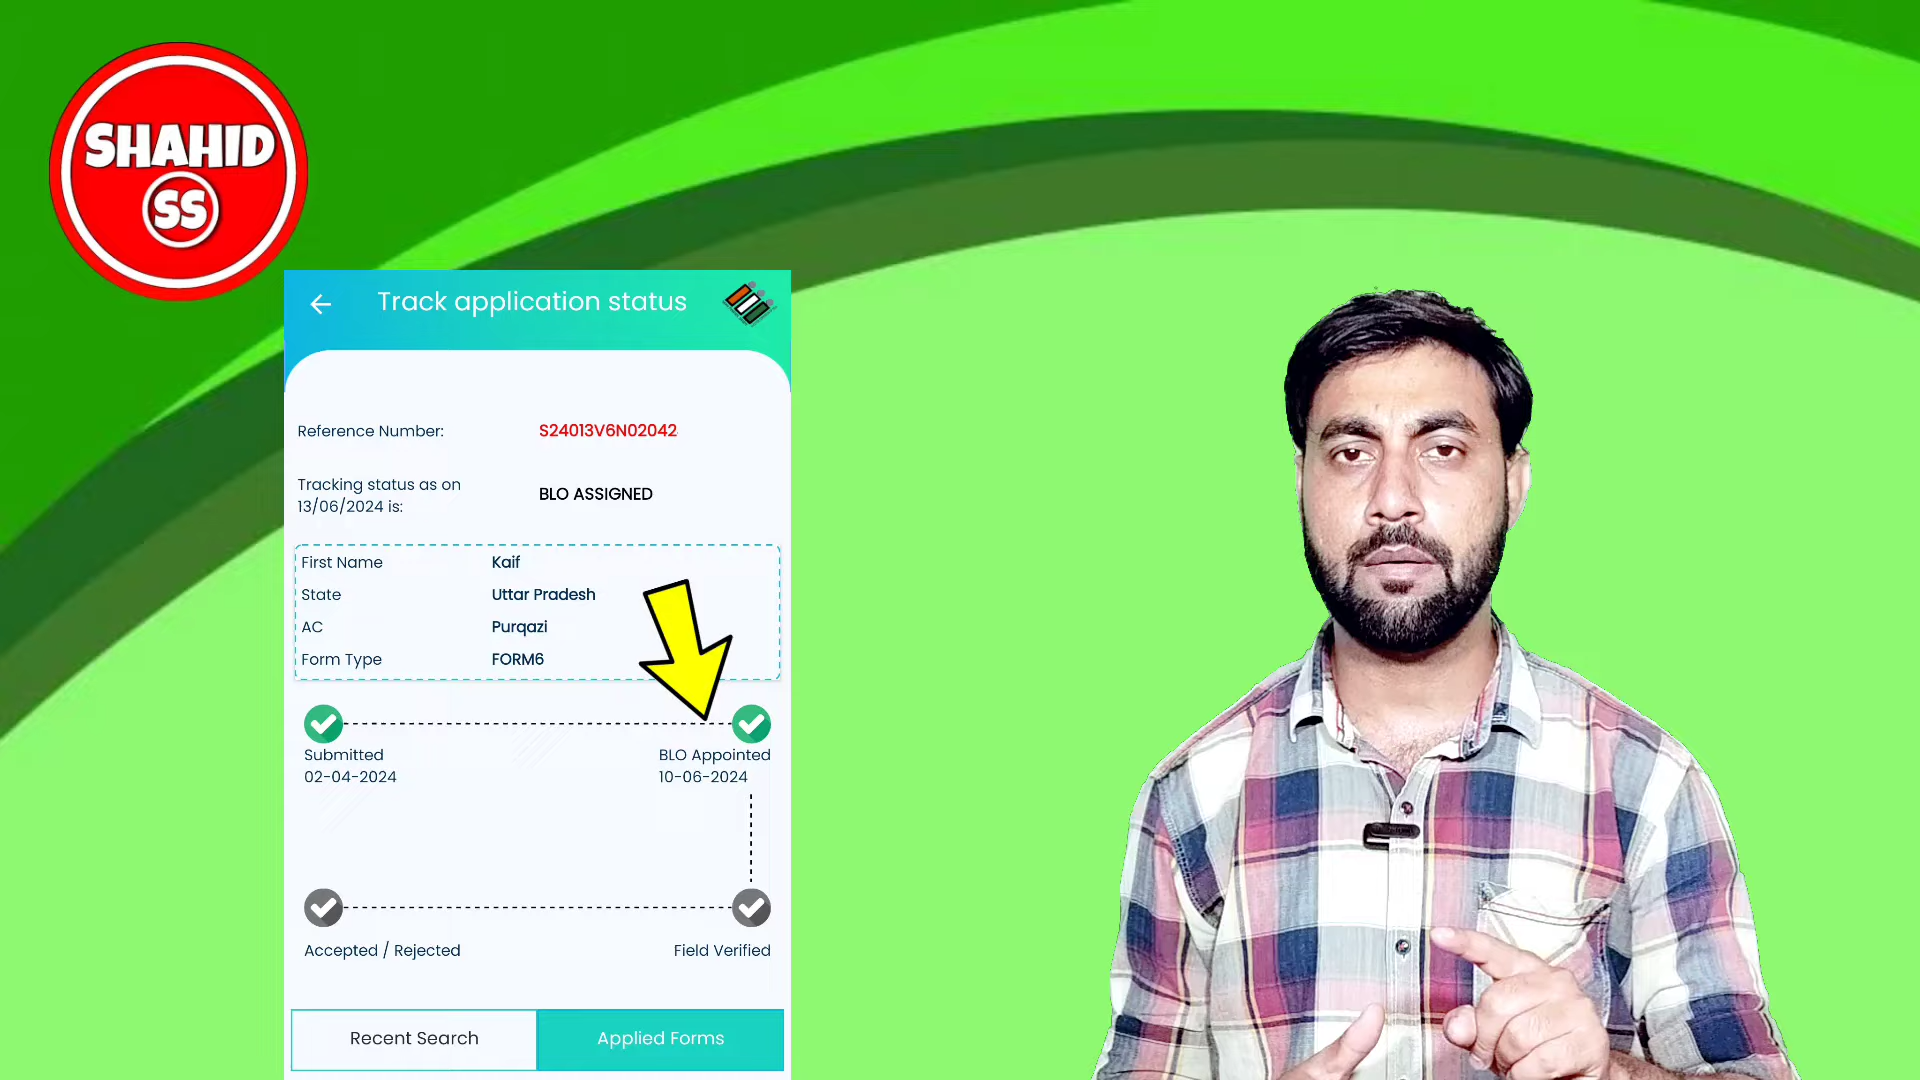 SHAHID
SS
Track application status
Reference Number: S24013V6N02042
Tracking status as on
13/06/2024 is: BLO ASSIGNED
First Name Kaif
State Uttar Pradesh
AC Purqazi
Form Type FORM6
Submitted BLO Appointed
02-04-2024 10-06-2024
Accepted / Rejected Field Verified
Recent Search Applied Forms